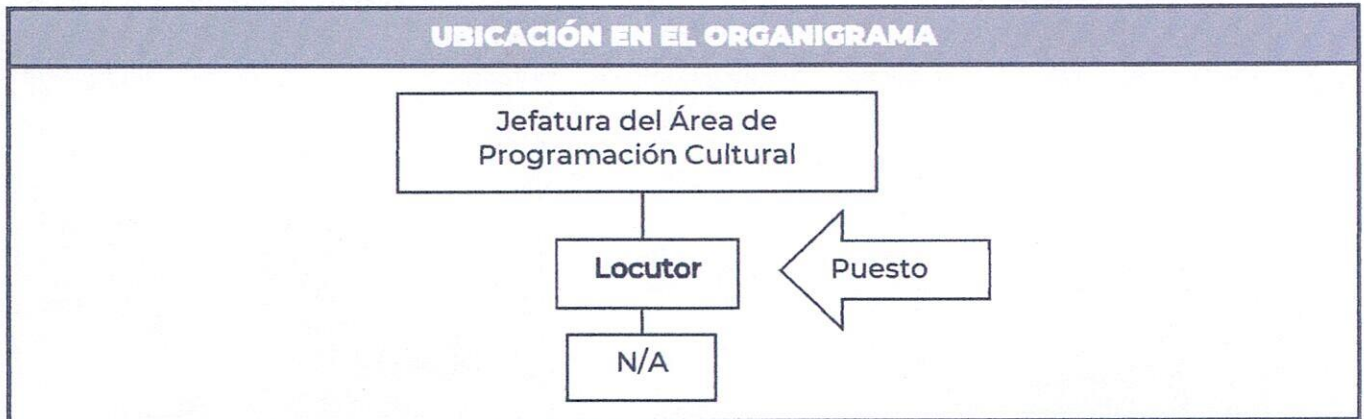 UBICACIÓN EN EL ORGANIGRAMA
Jefatura del Área de
Programación Cultural
Locutor
Puesto
N/A